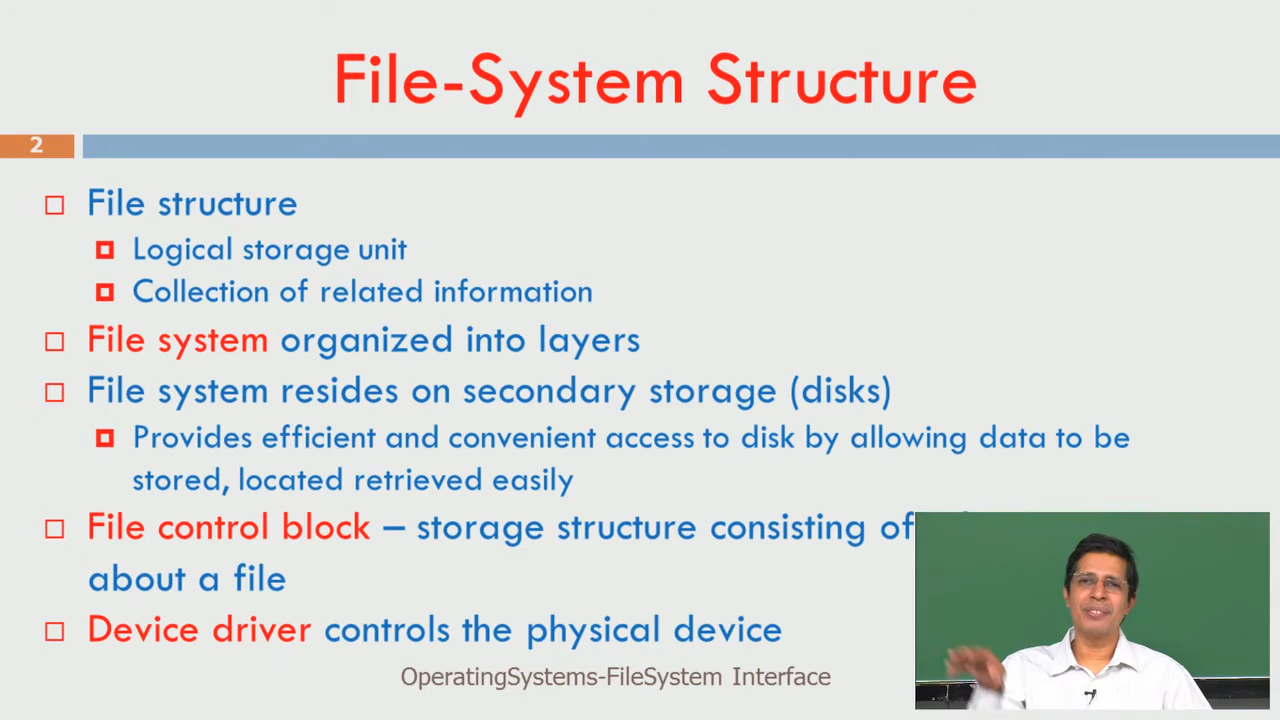 File-System Structure
2
File structure
Logical storage unit
Collection of related information
File system organized into layers
File system resides on secondary storage (disks)
Provides efficient and convenient access to disk by allowing data to be
stored, located retrieved easily
File control block – storage structure consisting of
about a file
Device driver controls the physical device
OperatingSystems-FileSystem Interface